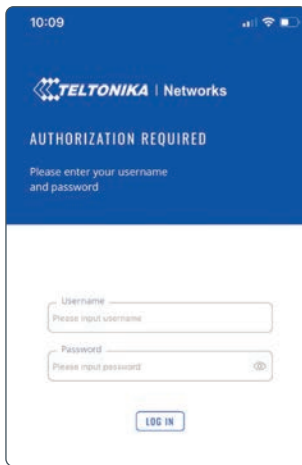 10:09
TELTONIKA | Networks
AUTHORIZATION REQUIRED
Please enter your username
and password
Username
Please input username
Password
Please input password
LOG IN